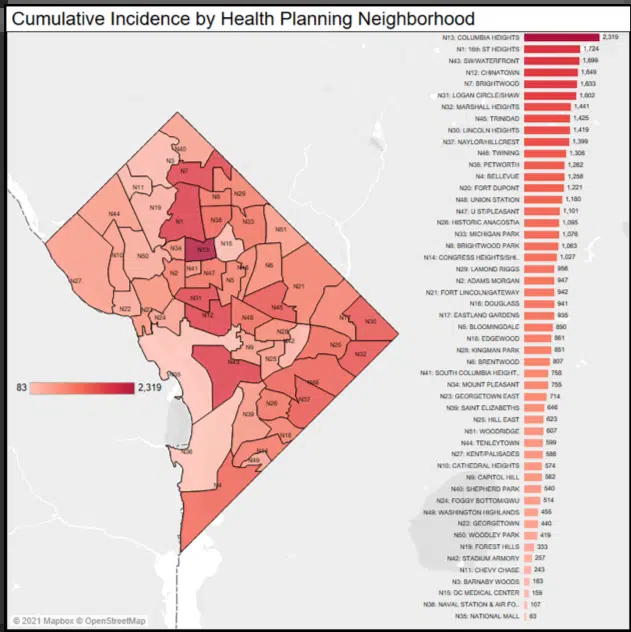 Cumulative Incidence by Health Planning Neighborhood
N13: COLUMBIA HEIGHTS 2,319
N1: 16th ST HEIGHTS 1,724
N43: SW/WATERFRONT 1,699
N12: CHINATOWN 1,649
N7: BRIGHTWOOD 1,633
N31: LOGAN CIRCLE/SHAW 1,602
N32: MARSHALL HEIGHTS 1,441
N45: TRINIDAD 1,425
N30: LINCOLN HEIGHTS 1,419
N37: NAYLOR/HILLCREST 1,399
N46: TWINING 1,306
N38: PETWORTH 1,262
N4: BELLEVUE 1,258
N20: FORT DUPONT 1,221
N48: UNION STATION 1,180
N47: U ST/PLEASANT 1,101
N26: HISTORIC ANACOSTIA 1,095
N33: MICHIGAN PARK 1,076
N8: BRIGHTWOOD PARK 1,063
N14: CONGRESS HEIGHTS/SHI.. 1,027
N29: LAMOND RIGGS 956
N2: ADAMS MORGAN 947
N21: FORT LINCOLN/GATEWAY 942
N16: DOUGLASS 941
N17: EASTLAND GARDENS 935
N5: BLOOMINGDALE 890
N18: EDGEWOOD 861
N28: KINGMAN PARK 851
N6: BRENTWOOD 807
N41: SOUTH COLUMBIA HEIGHT.. 758
N34: MOUNT PLEASANT 755
N23: GEORGETOWN EAST 714
N39: SAINT ELIZABETHS 646
N25: HILL EAST 623
N51: WOODRIDGE 607
N44: TENLEYTOWN 599
N27: KENT/PALISADES 588
N10: CATHEDRAL HEIGHTS 574
N9: CAPITOL HILL 562
N40: SHEPHERD PARK 540
N24: FOGGY BOTTOM/GWU 514
N49: WASHINGTON HIGHLANDS 455
N22: GEORGETOWN 440
N50: WOODLEY PARK 419
N19: FOREST HILLS 333
N42: STADIUM ARMORY 257
N11: CHEVY CHASE 243
N3: BARNABY WOODS 183
N15: DC MEDICAL CENTER 159
N36: NAVAL STATION & AIR FO.. 107
N35: NATIONAL MALL 83
N40
N3
N7
N11
N8
N29
N19
N44
N1
N38
N33
N51
N34
N13
N15
N10
N50
N2
N41
N47
N5
N6
N27
N21
N31
N22
N23
N24
N12
N48
N45
N30
N28
N42
N20
N32
N9
N25
N43
N35
N46
N37
N26
N39
N16
N36
N14
N49
N4
83 2,319
© 2021 Mapbox © OpenStreetMap